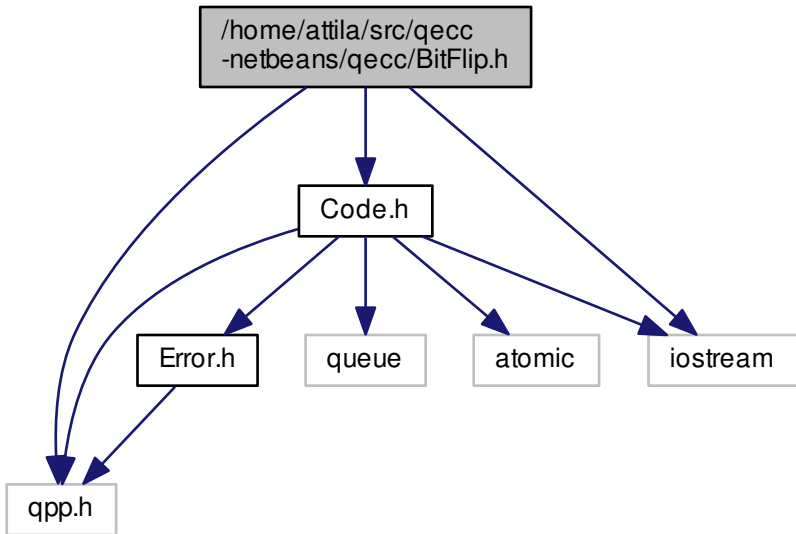 /home/attila/src/qecc
-netbeans/qecc/BitFlip.h
Code.h
Error.h
queue
atomic
iostream
qpp.h